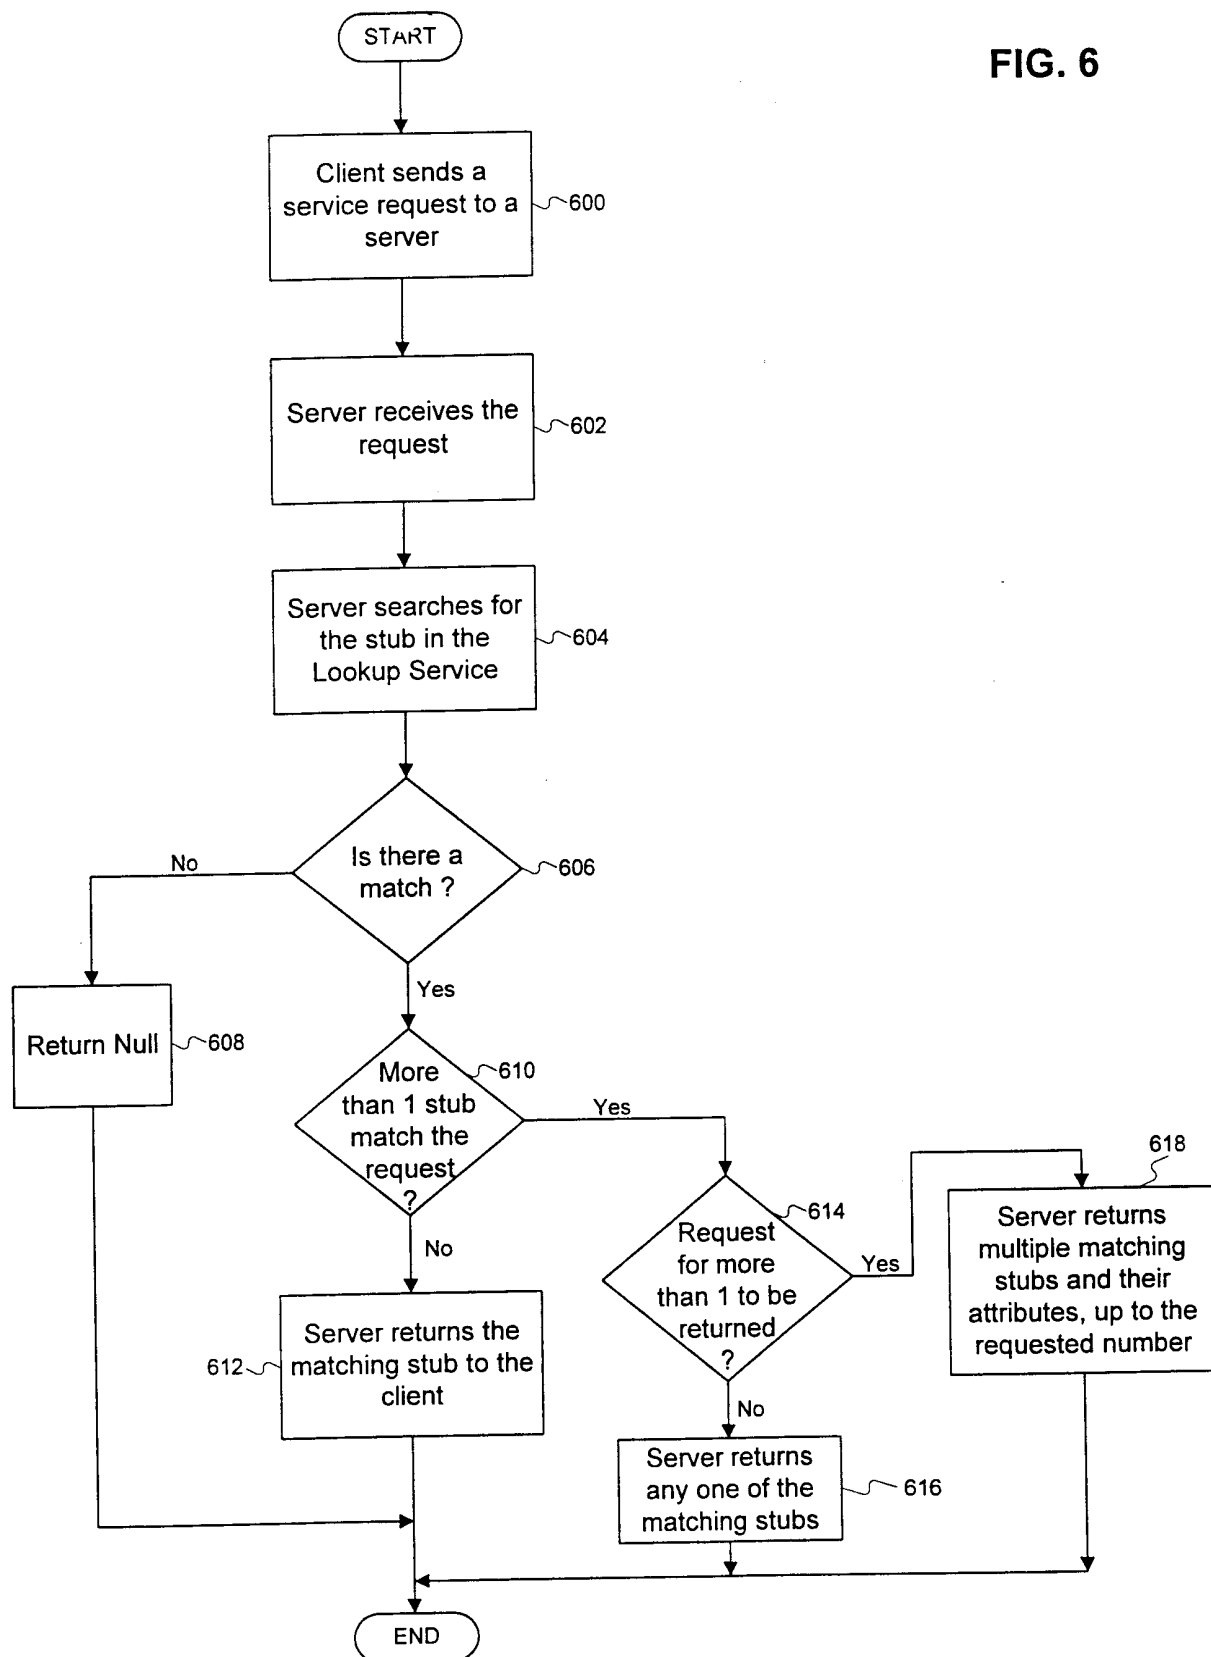 START
FIG. 6
Client sends a
service request to a
server
600
Server receives the
request
602
Server searches for
the stub in the
Lookup Service
604
Is there a
match ?
606
No
Yes
Return Null
608
More
than 1 stub
match the
request
?
610
Yes
No
Server returns the
matching stub to the
client
612
Request
for more
than 1 to be
returned
?
614
Yes
No
618
Server returns
multiple matching
stubs and their
attributes, up to the
requested number
Server returns
any one of the
matching stubs
616
END